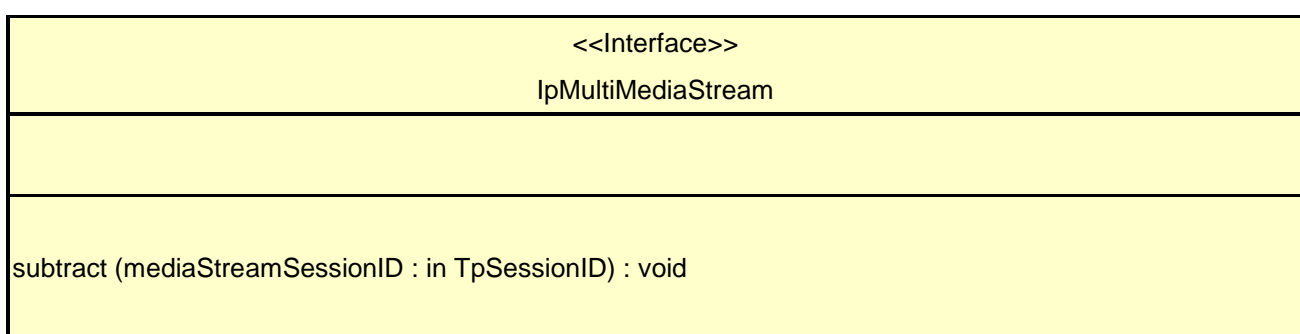 <<Interface>>
IpMultiMediaStream
subtract (mediaStreamSessionID : in TpSessionID) : void